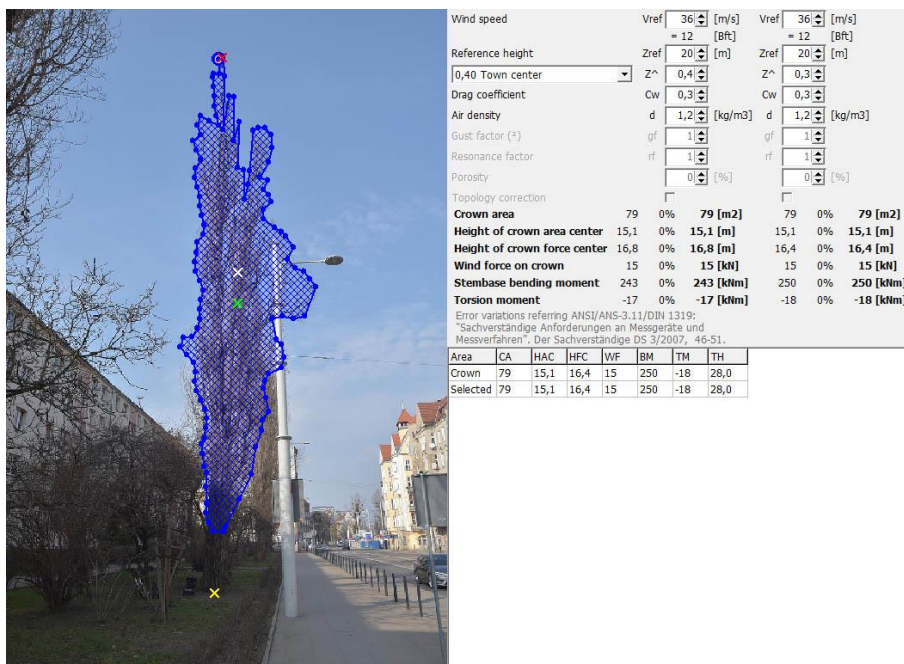 Wind speed Vref 36 [m/s] Vref 36 [m/s]
= 12 [Bft] = 12 [Bft]
Reference height Zref 20 [m] Zref 20 [m]
0,40 Town center Z^ 0,4 Z^ 0,3
Drag coefficient Cw 0,3 Cw 0,3
Air density d 1,2 [kg/m3] d 1,2 [kg/m3]
Gust factor (²) gf 1 gf 1
Resonance factor rf 1 rf 1
Porosity 0 [%] 0 [%]
Topology correction
Crown area 79 0% 79 [m2] 79 0% 79 [m2]
Height of crown area center 15,1 0% 15,1 [m] 15,1 0% 15,1 [m]
Height of crown force center 16,8 0% 16,8 [m] 16,4 0% 16,4 [m]
Wind force on crown 15 0% 15 [kN] 15 0% 15 [kN]
Stembase bending moment 243 0% 243 [kNm] 250 0% 250 [kNm]
Torsion moment -17 0% -17 [kNm] -18 0% -18 [kNm]
Error variations referring ANSI/ANS-3.11/DIN 1319:
"Sachverständige Anforderungen an Messgeräte und
Messverfahren". Der Sachverständige DS 3/2007, 46-51.
Area CA HAC HFC WF BM TM TH
Crown 79 15,1 16,4 15 250 -18 28,0
Selected 79 15,1 16,4 15 250 -18 28,0